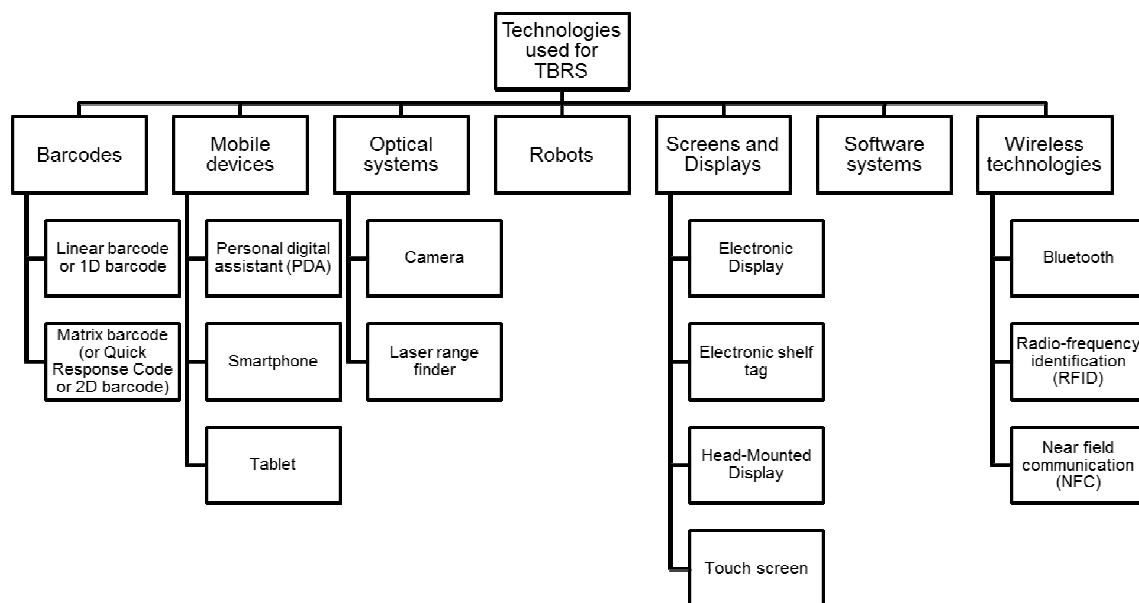 Technologies
used for
TBRS
Barcodes
Mobile
devices
Optical
systems
Robots
Screens and
Displays
Software
systems
Wireless
technologies
Linear barcode
or 1D barcode
Matrix barcode
(or Quick
Response Code
or 2D barcode)
Personal digital
assistant (PDA)
Smartphone
Tablet
Camera
Laser range
finder
Electronic
Display
Electronic shelf
tag
Head-Mounted
Display
Touch screen
Bluetooth
Radio-frequency
identification
(RFID)
Near field
communication
(NFC)